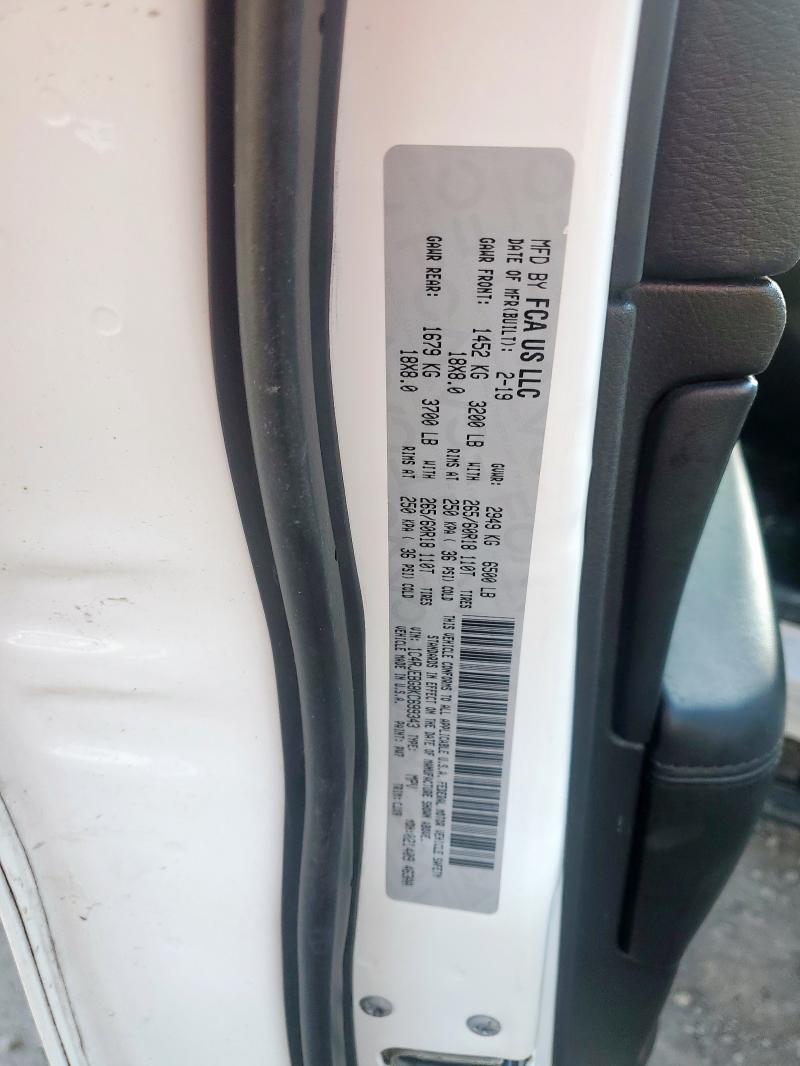 MFD BY FCA US LLC
DATE OF MFR(BUILT): 2-19 GVWR: 2949 KG 6500 LB
GAWR FRONT: 1452 KG 3200 LB WITH 265/60R18 110T TIRES
18X8.0 RIMS AT 250 KPA ( 36 PSI) COLD
GAWR REAR: 1679 KG 3700 LB WITH 265/60R18 110T TIRES
18X8.0 RIMS AT 250 KPA ( 36 PSI) COLD
THIS VEHICLE CONFORMS TO ALL APPLICABLE U.S.A. FEDERAL MOTOR VEHICLE SAFETY
STANDARDS IN EFFECT ON THE DATE OF MANUFACTURE SHOWN ABOVE.
VIN: TYPE: MPV
VEHICLE MADE IN U.S.A. PAINT: PW7 TRIM: